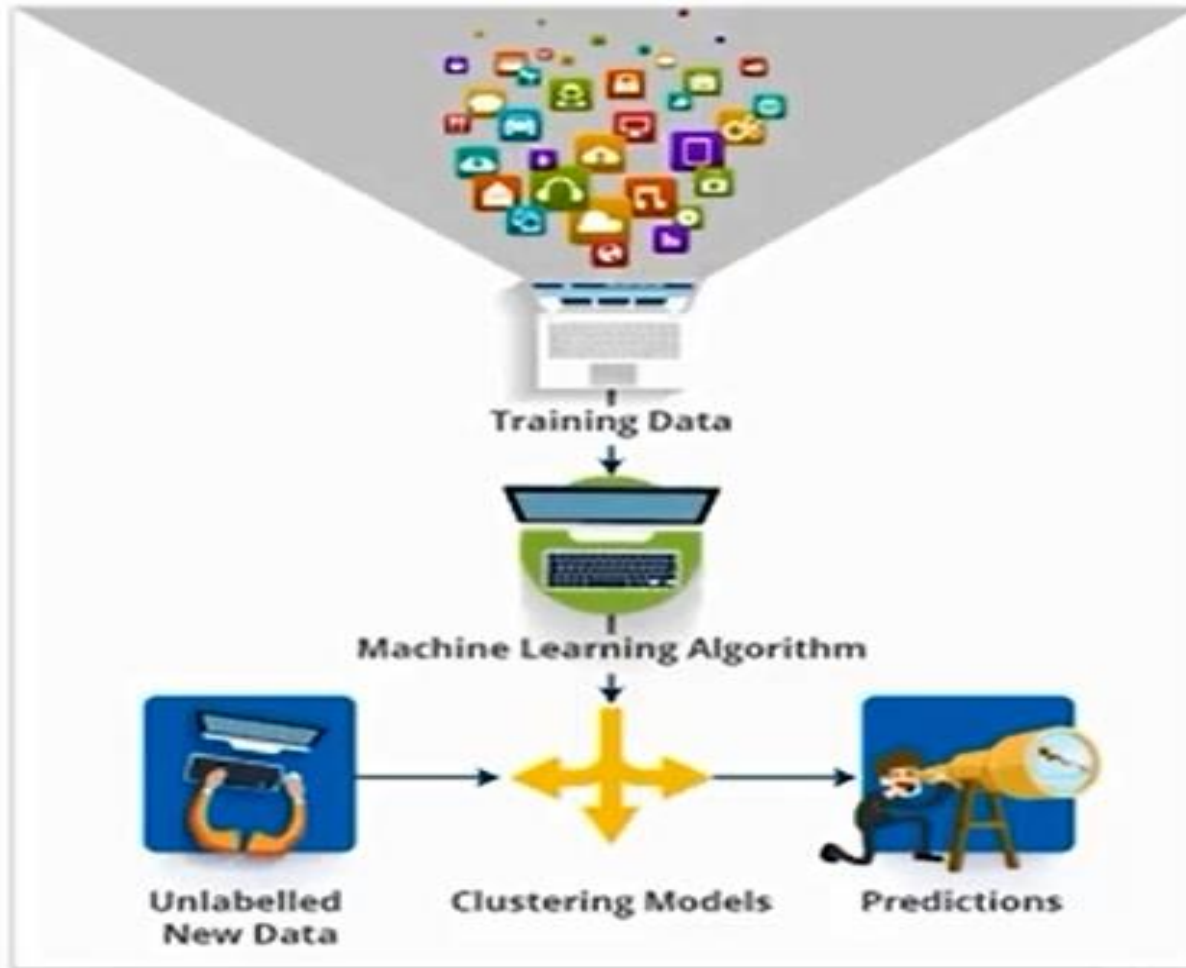 Training Data
Machine Learning Algorithm
Unlabelled
New Data
Clustering Models
Predictions